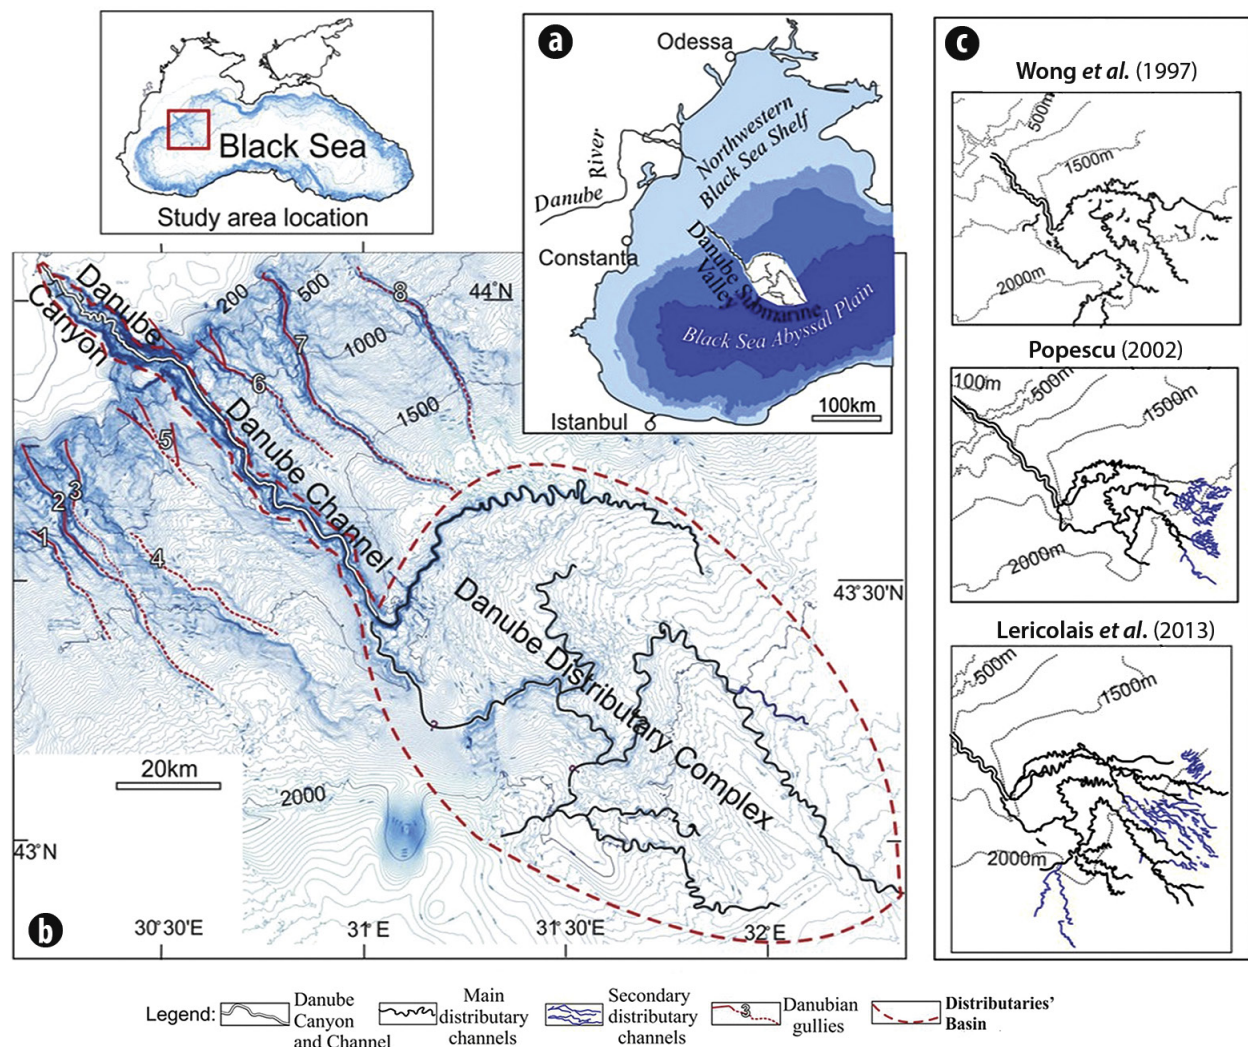 Black Sea
Study area location
a
Odessa
Northwestern
Black Sea Shelf
River
Danube
Constanta
Danube Submarine
Valley
Black Sea Abyssal Plain
Istanbul
100km
c
Wong et al. (1997)
500m
1500m
2000m
Popescu (2002)
100m
500m
1500m
2000m
Lericolais et al. (2013)
500m
1500m
2000m
Danube
Canyon
200
500
1000
1500
8
7
6
5
3
2
1
4
44°N
Danube Channel
43°30'N
Danube Distributary Complex
20km
2000
43°N
b
30°30'E
31°E
31°30'E
32°E
Legend:
Danube
Canyon
and Channel
Main
distributary
channels
Secondary
distributary
channels
3
Danubian
gullies
Distributaries'
Basin